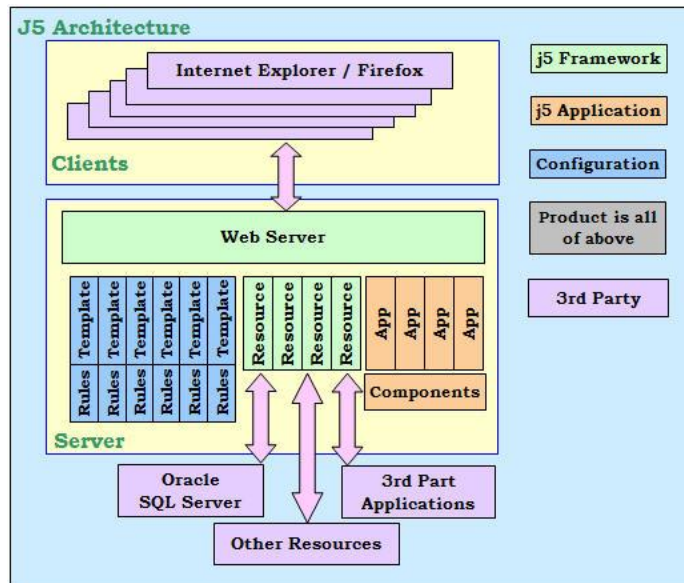 J5 Architecture
Internet Explorer / Firefox
Clients
Web Server
Template Template Template Template Template Template
Rules Rules Rules Rules Rules Rules
Resource Resource Resource Resource
App App App App
Components
Server
Oracle
SQL Server
3rd Part
Applications
Other Resources
j5 Framework
j5 Application
Configuration
Product is all
of above
3rd Party